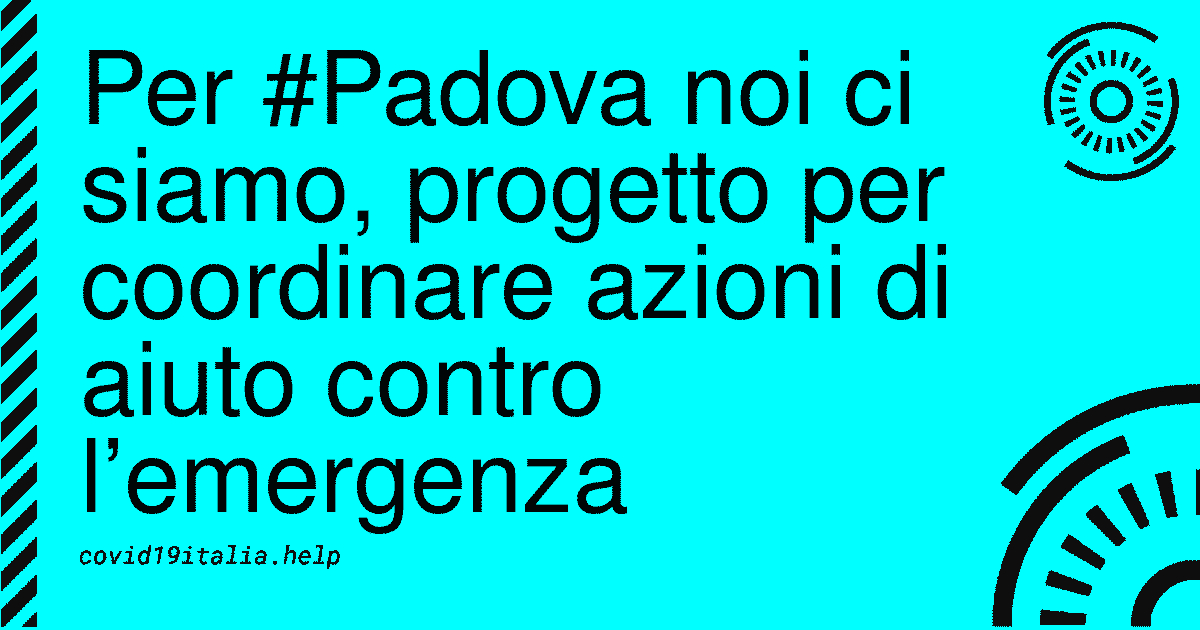 Per #Padova noi ci
siamo, progetto per
coordinare azioni di
aiuto contro
l’emergenza
covid19italia.help